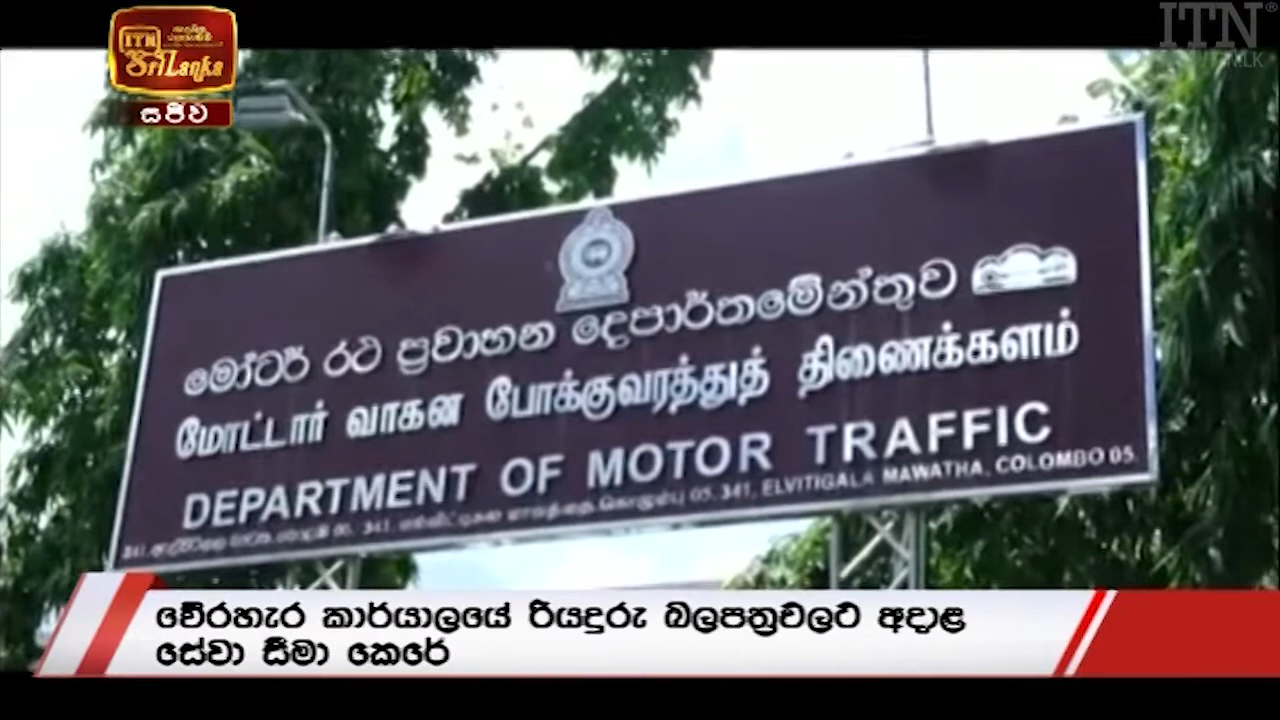 ITN
Sri Lanka
සජීව
ITN
මෝටර් රථ ප්‍රවාහන දෙපාර්තමේන්තුව
மோட்டார் வாகன போக்குவரத்துத் திணைக்களம்
DEPARTMENT OF MOTOR TRAFFIC
341, ELVITIGALA MAWATHA, COLOMBO 05.
වේරහැර කාර්යාලයේ රියදුරු බලපත්‍රවලට අදාළ
සේවා සීමා කෙරේ